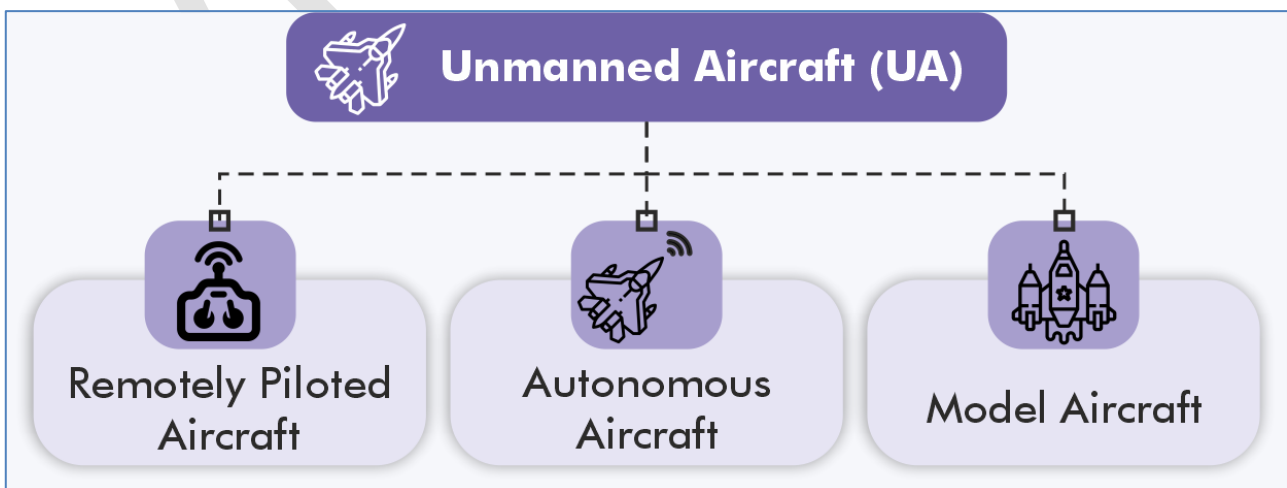 Unmanned Aircraft (UA)
Remotely Piloted
Aircraft
Autonomous
Aircraft
Model Aircraft